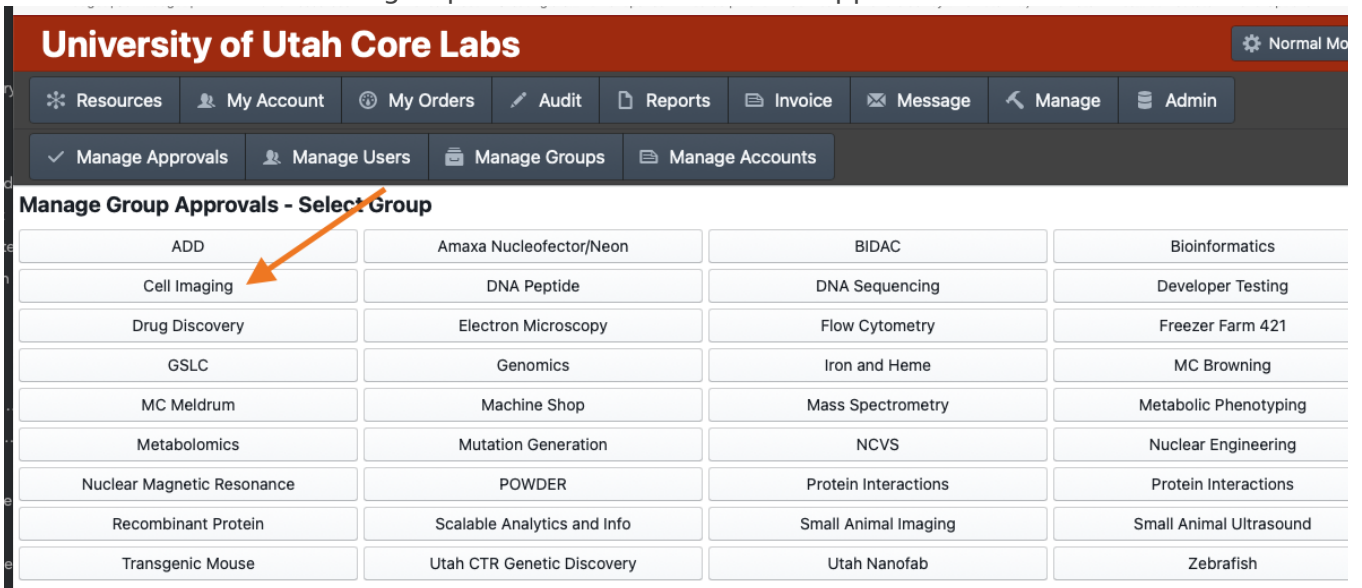 University of Utah Core Labs
Normal Mo
Resources My Account My Orders Audit Reports Invoice Message Manage Admin
Manage Approvals Manage Users Manage Groups Manage Accounts
Manage Group Approvals - Select Group
ADD Amaxa Nucleofector/Neon BIDAC Bioinformatics
Cell Imaging DNA Peptide DNA Sequencing Developer Testing
Drug Discovery Electron Microscopy Flow Cytometry Freezer Farm 421
GSLC Genomics Iron and Heme MC Browning
MC Meldrum Machine Shop Mass Spectrometry Metabolic Phenotyping
Metabolomics Mutation Generation NCVS Nuclear Engineering
Nuclear Magnetic Resonance POWDER Protein Interactions Protein Interactions
Recombinant Protein Scalable Analytics and Info Small Animal Imaging Small Animal Ultrasound
Transgenic Mouse Utah CTR Genetic Discovery Utah Nanofab Zebrafish